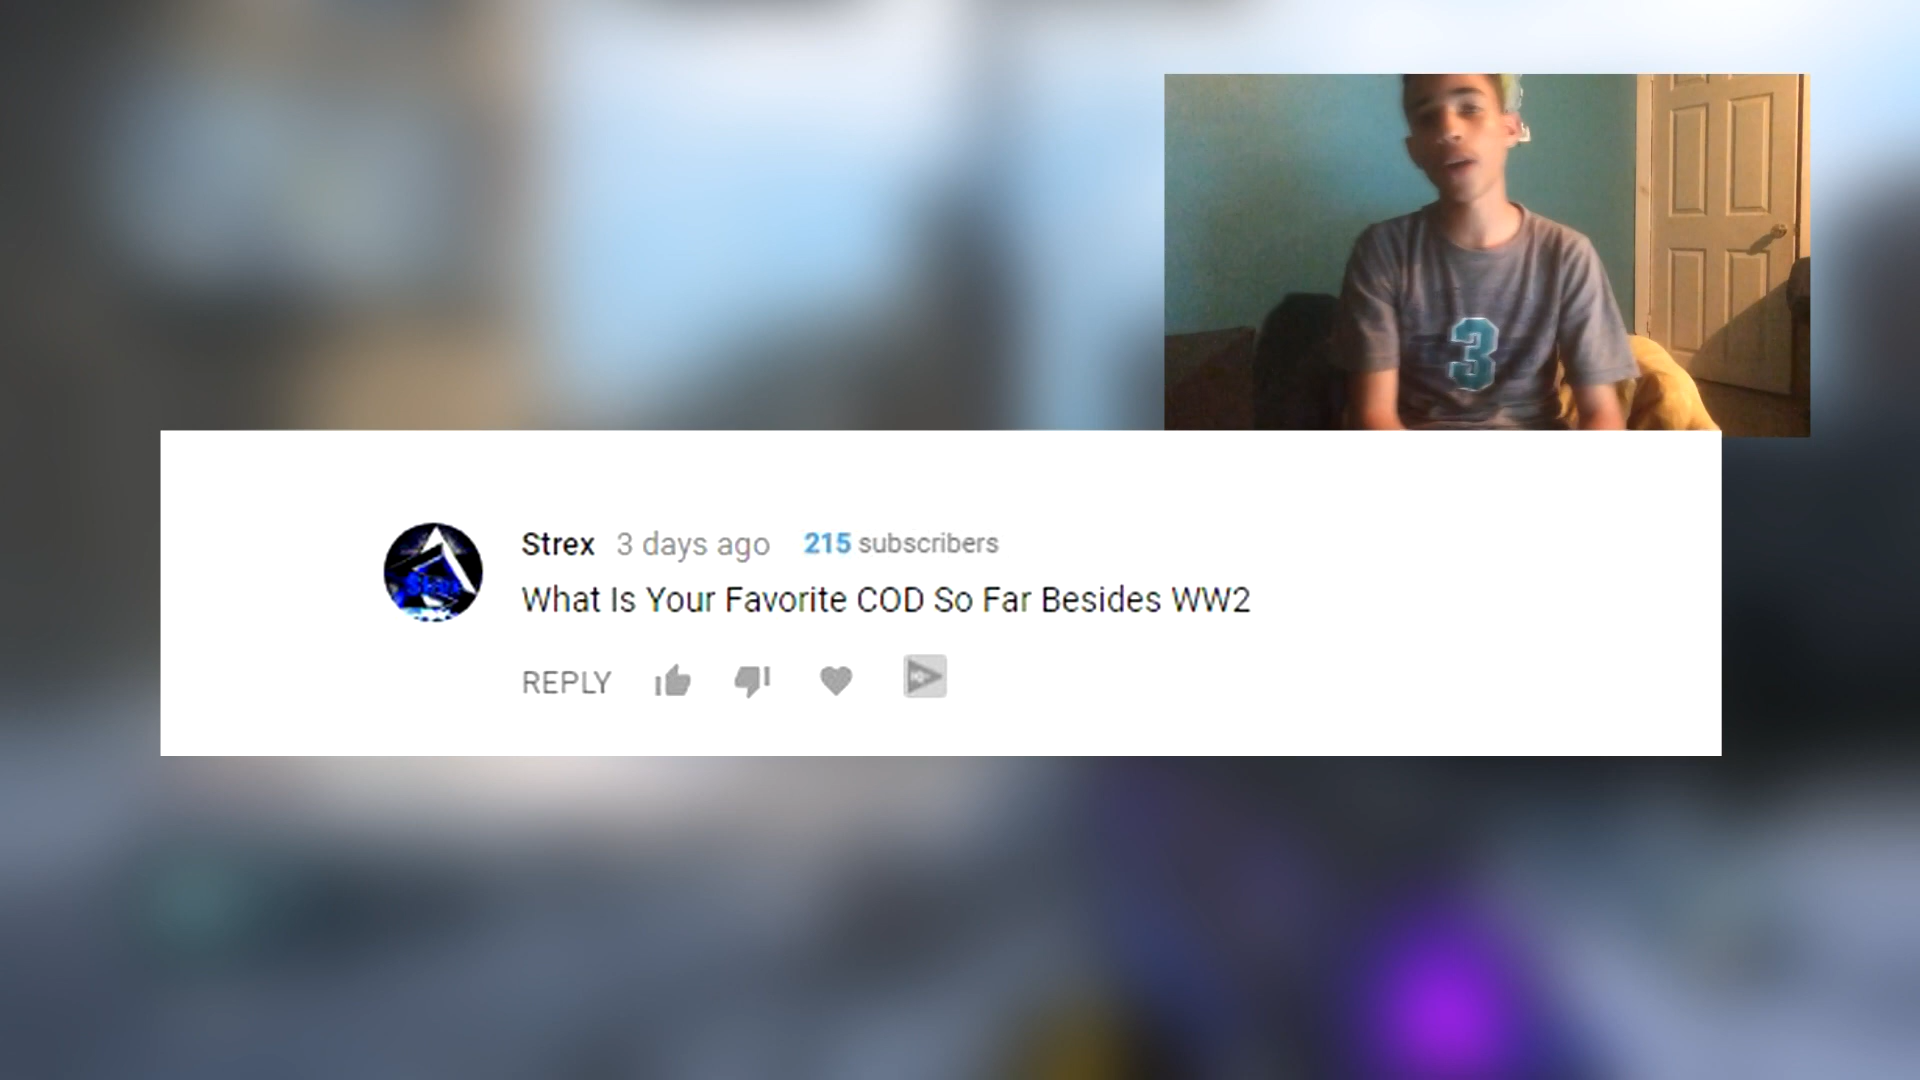 3
Strex 3 days ago 215 subscribers
What Is Your Favorite COD So Far Besides WW2
REPLY